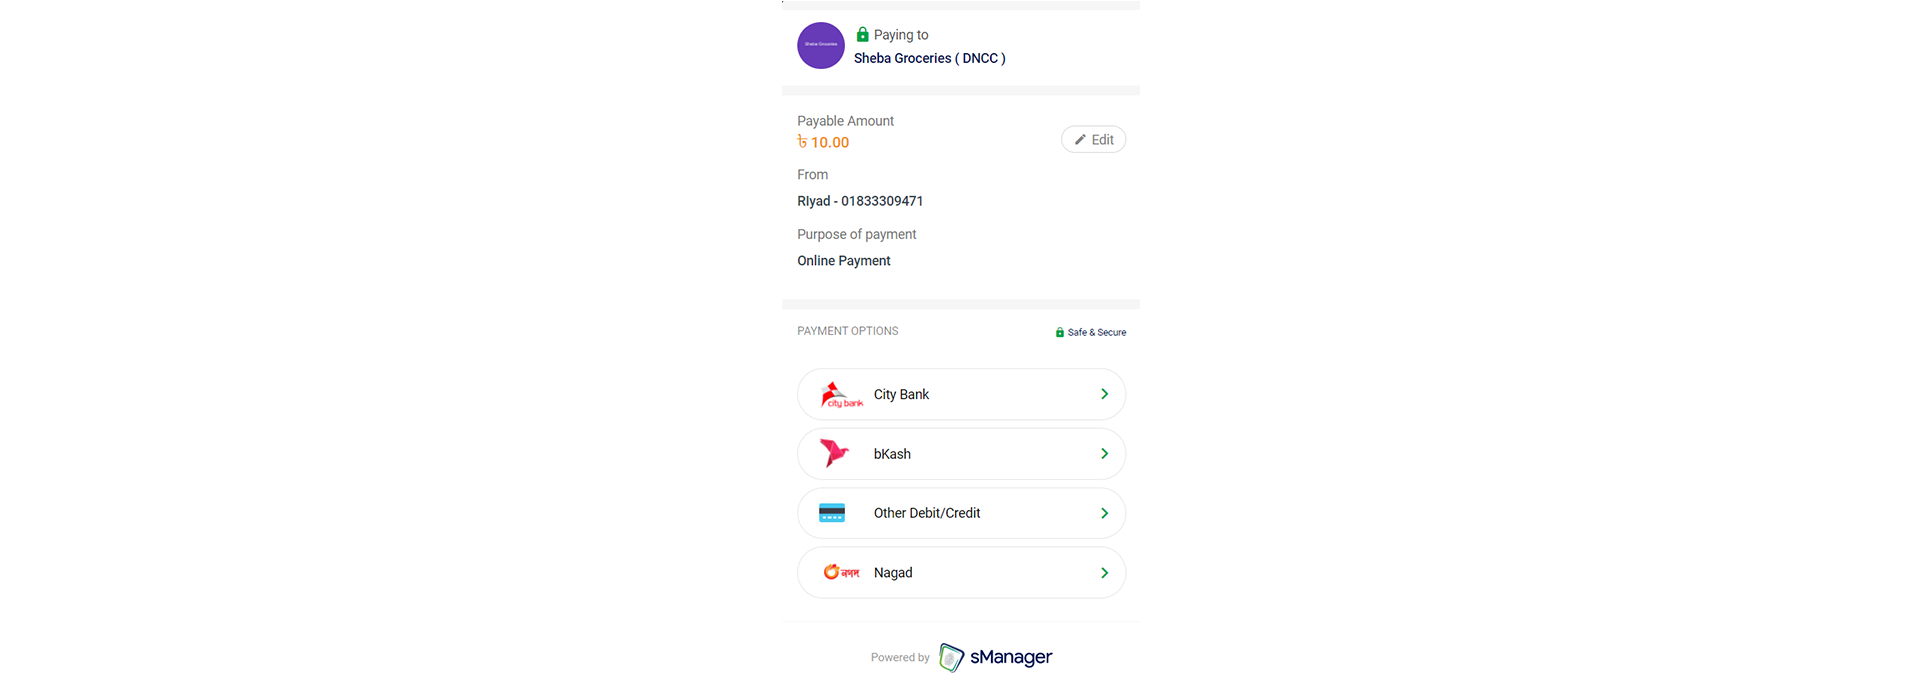 Sheba Groceries
Paying to
Sheba Groceries ( DNCC )
Payable Amount
৳ 10.00
Edit
From
RIyad - 01833309471
Purpose of payment
Online Payment
PAYMENT OPTIONS
Safe & Secure
city bank
City Bank
bKash
Other Debit/Credit
নগদ
Nagad
Powered by sManager